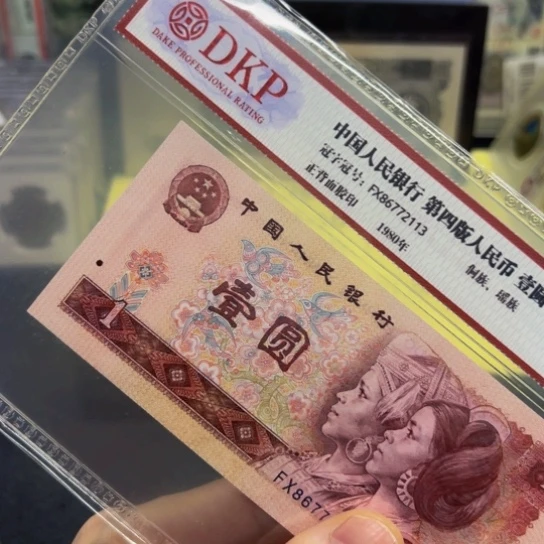 DKP
DAKE PROFESSIONAL RATING
中国人民银行 第四版人民币 壹圆
冠字冠号: FX86772113
正背面胶印 1980年 侗族、瑶族
中国人民银行
壹圆
1
FX8677